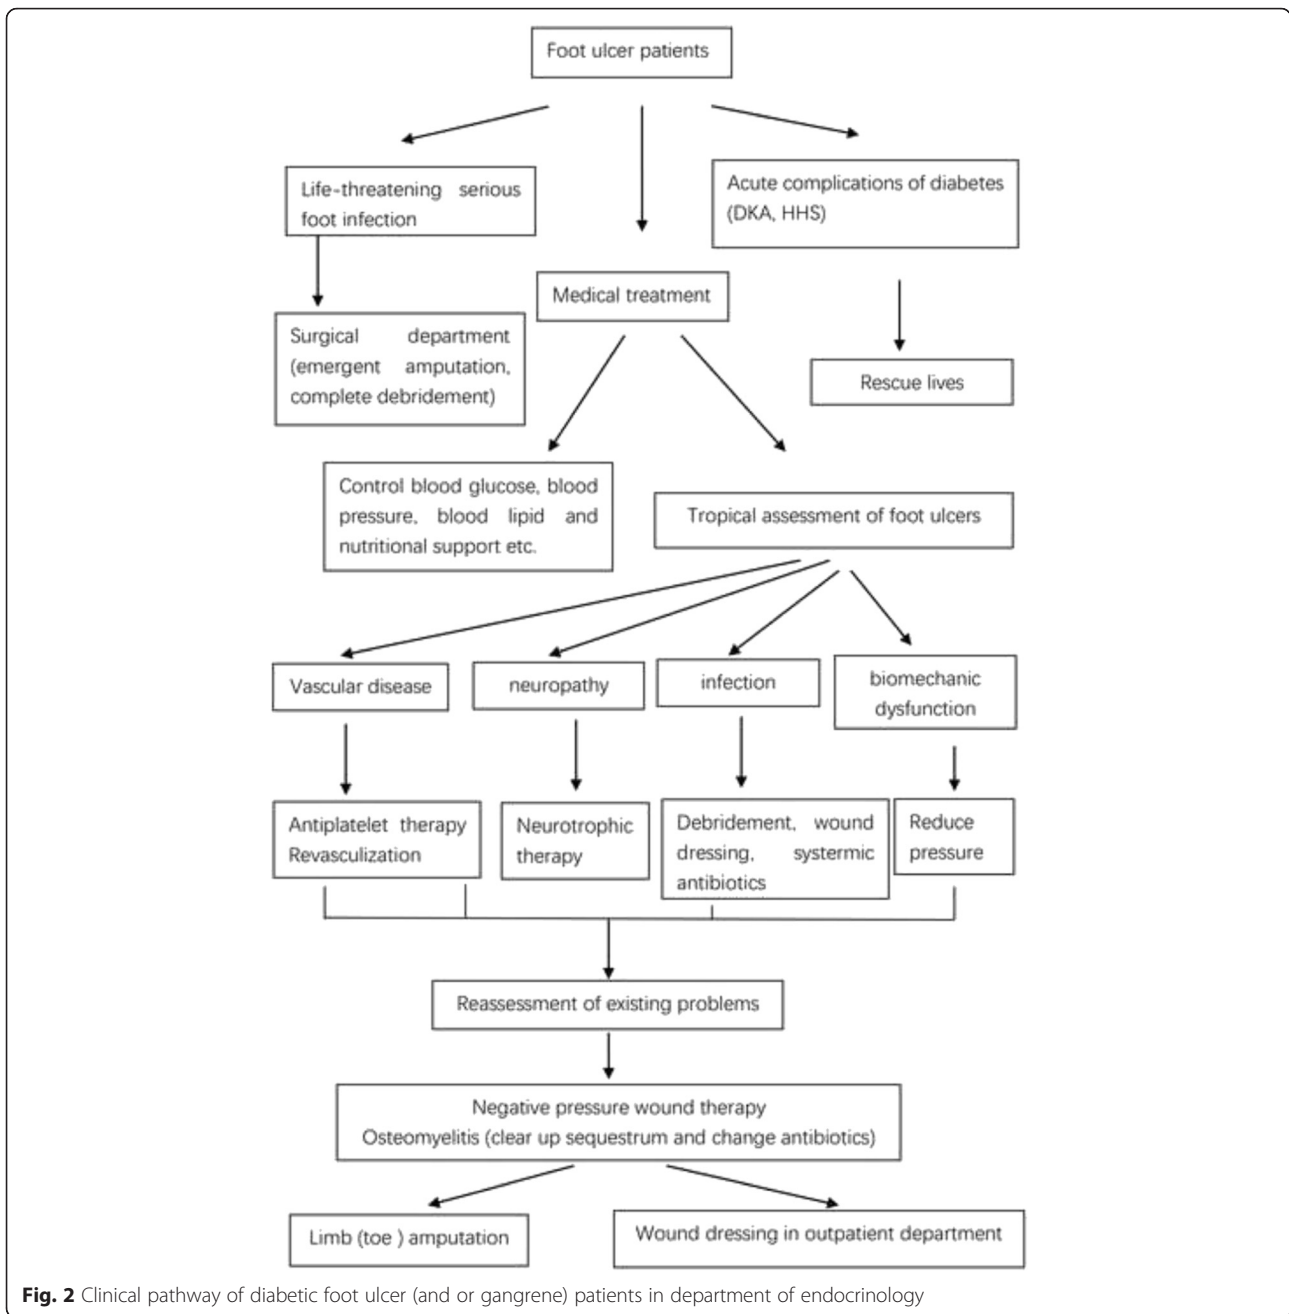 Foot ulcer patients
Life-threatening serious
foot infection
Acute complications of diabetes
(DKA, HHS)
Medical treatment
Surgical department
(emergent amputation,
complete debridement)
Rescue lives
Control blood glucose, blood
pressure, blood lipid and
nutritional support etc.
Tropical assessment of foot ulcers
Vascular disease
neuropathy
infection
biomechanic
dysfunction
Antiplatelet therapy
Revasculization
Neurotrophic
therapy
Debridement, wound
dressing, systermic
antibiotics
Reduce
pressure
Reassessment of existing problems
Negative pressure wound therapy
Osteomyelitis (clear up sequestrum and change antibiotics)
Limb (toe ) amputation
Wound dressing in outpatient department
Fig. 2 Clinical pathway of diabetic foot ulcer (and or gangrene) patients in department of endocrinology